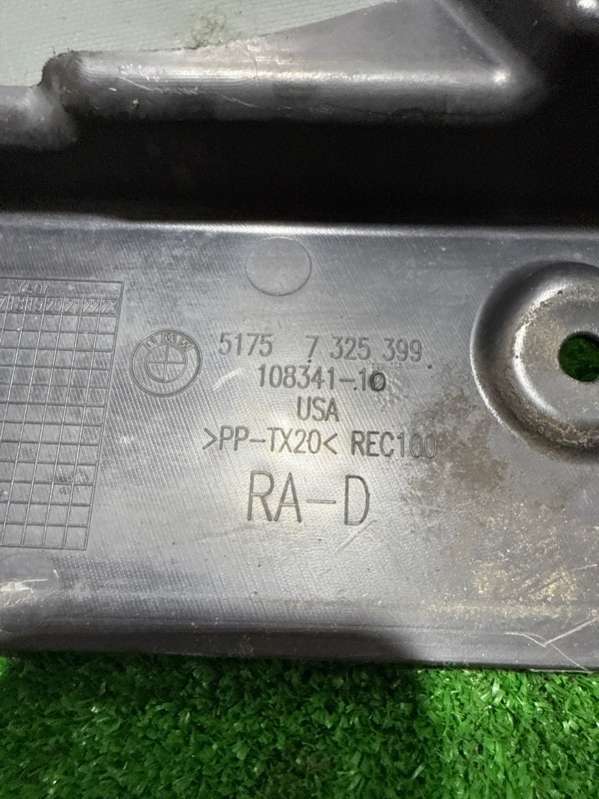 5175 7 325 399
108341-10
USA
>PP-TX20< REC100
RA-D